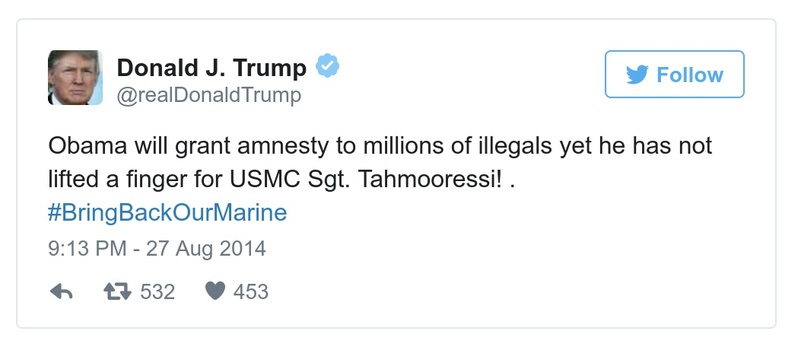 Donald J. Trump
Follow
@realDonaldTrump
Obama will grant amnesty to millions of illegals yet he has not
lifted a finger for USMC Sgt. Tahmooressi! .
#BringBackOurMarine
9:13 PM - 27 Aug 2014
532 453